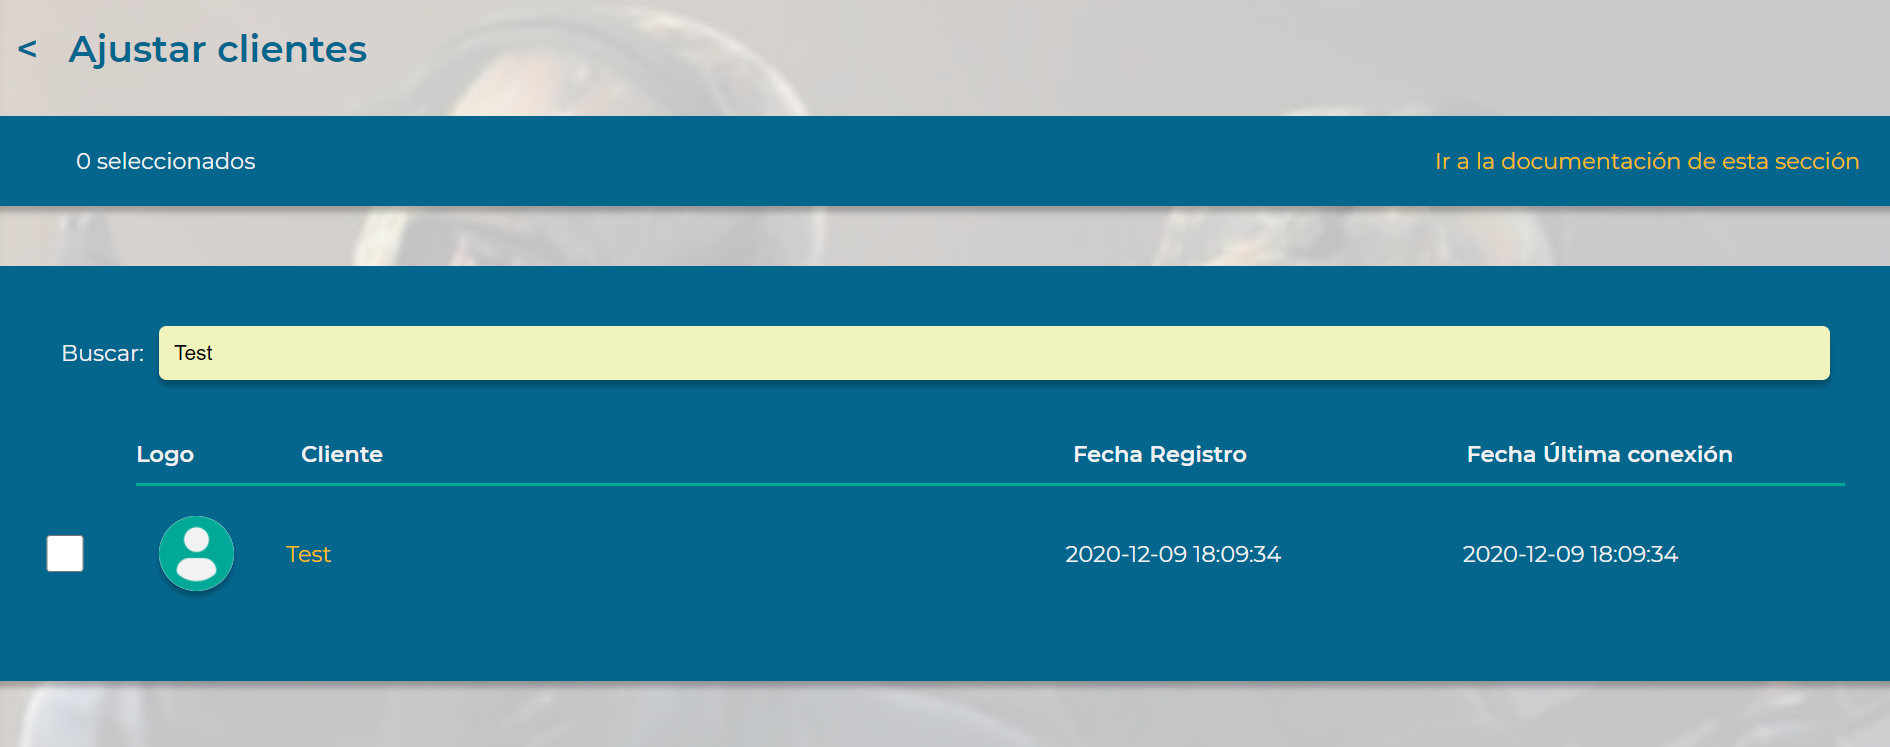 < Ajustar clientes
0 seleccionados Ir a la documentación de esta sección
Buscar: Test
Logo Cliente Fecha Registro Fecha Última conexión
Test 2020-12-09 18:09:34 2020-12-09 18:09:34